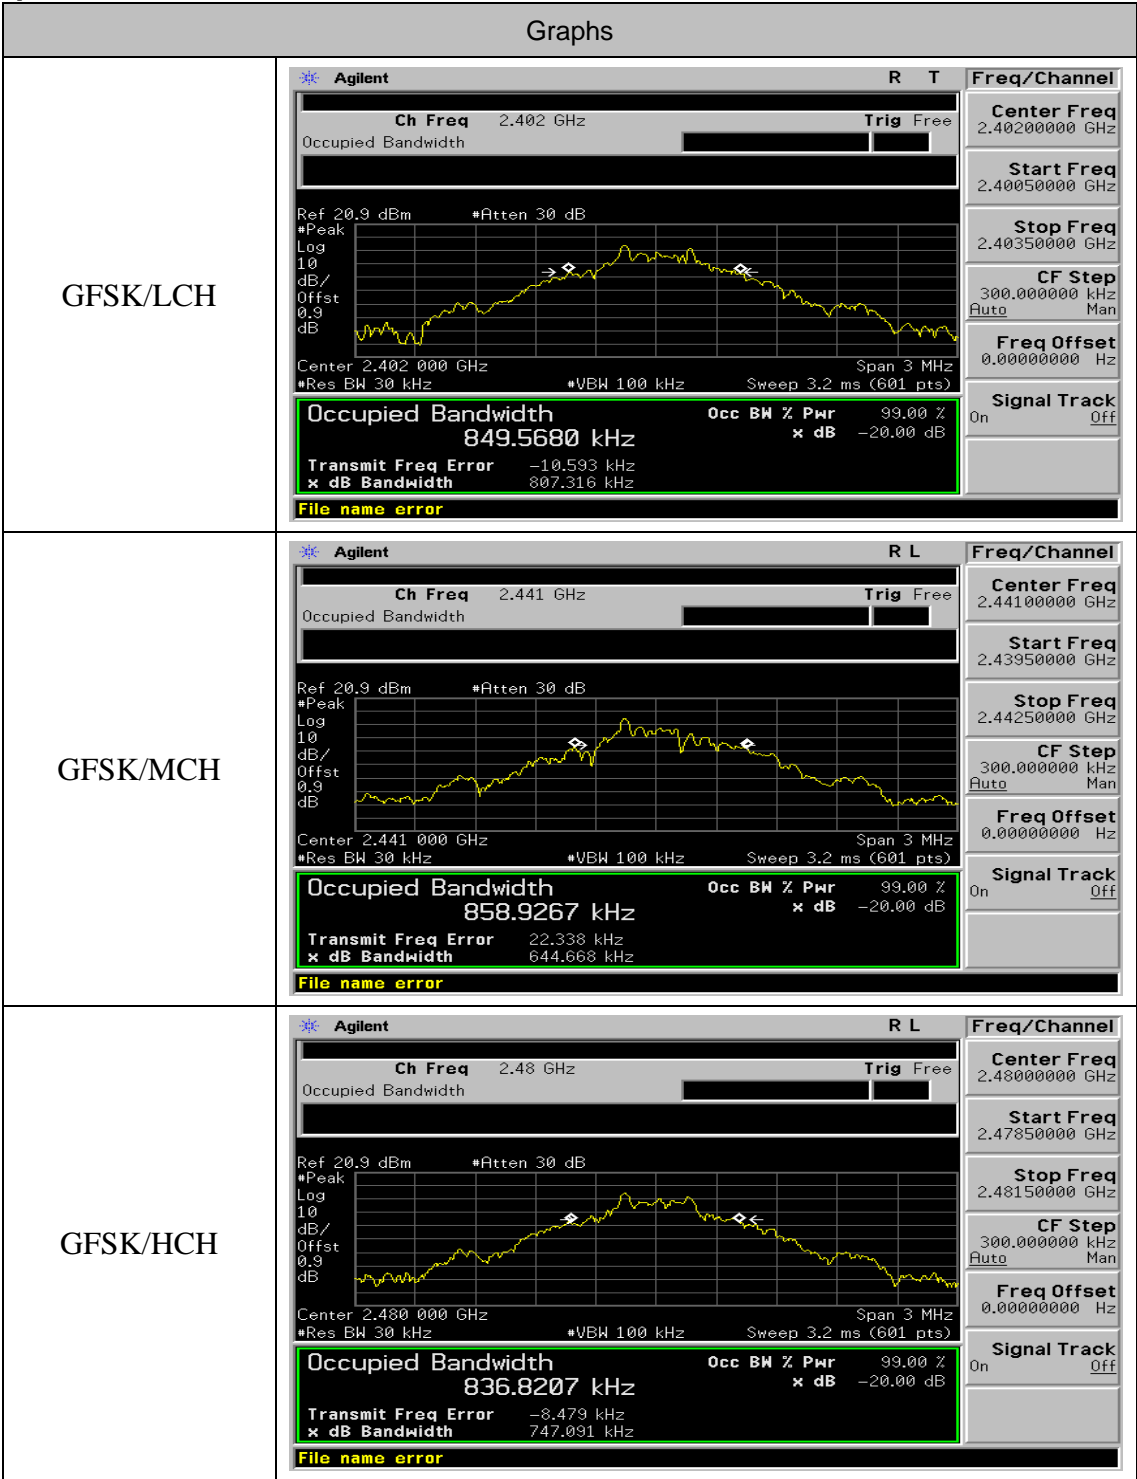 Graphs
GFSK/LCH
Agilent R T
Freq/Channel
Ch Freq 2.402 GHz Trig Free
Occupied Bandwidth
Center Freq
2.40200000 GHz
Start Freq
2.40050000 GHz
Stop Freq
2.40350000 GHz
CF Step
300.000000 kHz
Auto Man
Freq Offset
0.00000000 Hz
Signal Track
On Off
Ref 20.9 dBm #Atten 30 dB
#Peak
Log
10
dB/
Offst
0.9
dB
Center 2.402 000 GHz Span 3 MHz
#Res BW 30 kHz #VBW 100 kHz Sweep 3.2 ms (601 pts)
Occupied Bandwidth Occ BW % Pwr 99.00 %
849.5680 kHz x dB -20.00 dB
Transmit Freq Error -10.593 kHz
x dB Bandwidth 807.316 kHz
File name error
GFSK/MCH
Agilent R L
Freq/Channel
Ch Freq 2.441 GHz Trig Free
Occupied Bandwidth
Center Freq
2.44100000 GHz
Start Freq
2.43950000 GHz
Stop Freq
2.44250000 GHz
CF Step
300.000000 kHz
Auto Man
Freq Offset
0.00000000 Hz
Signal Track
On Off
Ref 20.9 dBm #Atten 30 dB
#Peak
Log
10
dB/
Offst
0.9
dB
Center 2.441 000 GHz Span 3 MHz
#Res BW 30 kHz #VBW 100 kHz Sweep 3.2 ms (601 pts)
Occupied Bandwidth Occ BW % Pwr 99.00 %
858.9267 kHz x dB -20.00 dB
Transmit Freq Error 22.338 kHz
x dB Bandwidth 644.668 kHz
File name error
GFSK/HCH
Agilent R L
Freq/Channel
Ch Freq 2.48 GHz Trig Free
Occupied Bandwidth
Center Freq
2.48000000 GHz
Start Freq
2.47850000 GHz
Stop Freq
2.48150000 GHz
CF Step
300.000000 kHz
Auto Man
Freq Offset
0.00000000 Hz
Signal Track
On Off
Ref 20.9 dBm #Atten 30 dB
#Peak
Log
10
dB/
Offst
0.9
dB
Center 2.480 000 GHz Span 3 MHz
#Res BW 30 kHz #VBW 100 kHz Sweep 3.2 ms (601 pts)
Occupied Bandwidth Occ BW % Pwr 99.00 %
836.8207 kHz x dB -20.00 dB
Transmit Freq Error -8.479 kHz
x dB Bandwidth 747.091 kHz
File name error